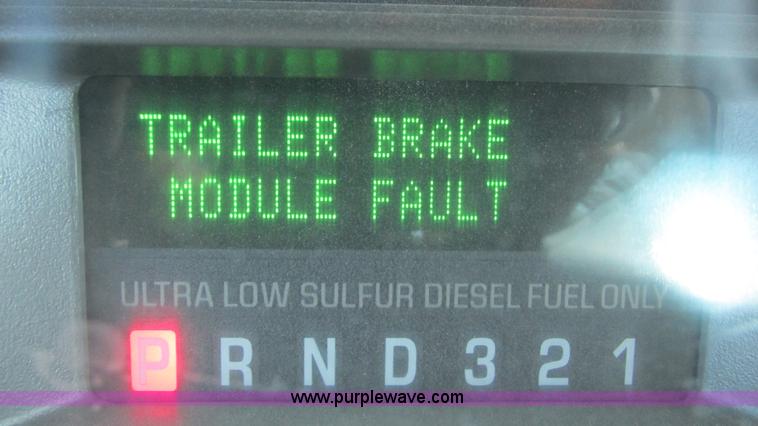 TRAILER BRAKE
MODULE FAULT
ULTRA LOW SULFUR DIESEL FUEL ONLY
P R N D 3 2 1
www.purplewave.com